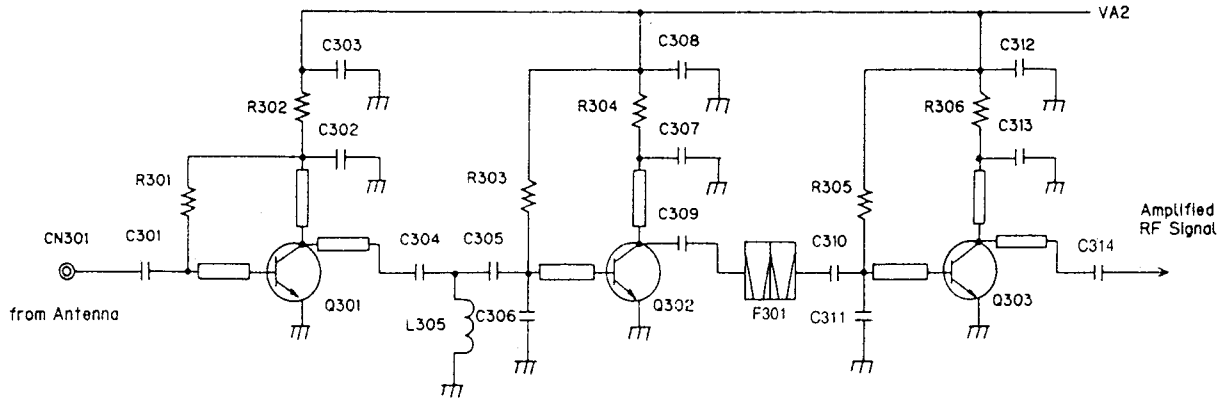 VA2
C303
C308
C312
R302
R304
R306
C302
C307
C313
R301
R303
R305
C309
Amplified
RF Signal
CN301
C301
C304
C305
C310
C314
Q301
Q302
Q303
from Antenna
L305
C306
F301
C311